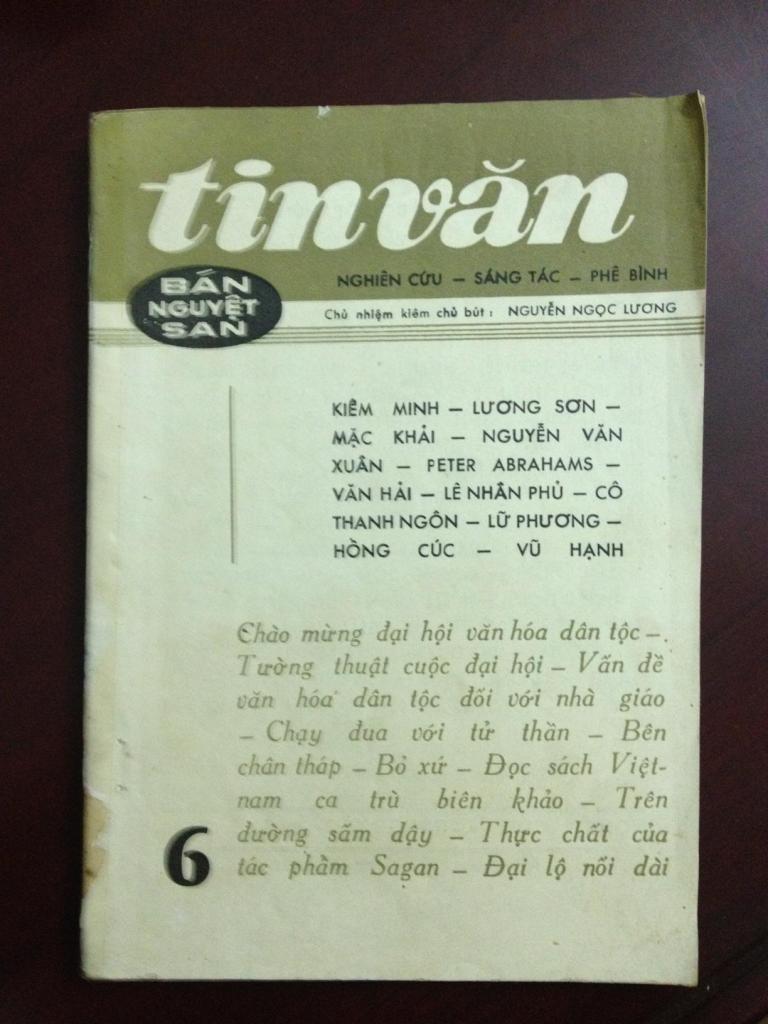 tin văn
BÁN
NGUYỆT
SAN
NGHIÊN CỨU – SÁNG TÁC – PHÊ BÌNH
Chủ nhiệm kiêm chủ bút : NGUYỄN NGỌC LƯƠNG
KIÊM MINH – LƯƠNG SƠN –
MẶC KHẢI – NGUYỄN VĂN
XUÂN – PETER ABRAHAMS –
VĂN HẢI – LÊ NHÂN PHỦ – CÔ
THANH NGÔN – LỮ PHƯƠNG –
HỒNG CÚC – VŨ HẠNH
Chào mừng đại hội văn hóa dân tộc –
Tường thuật cuộc đại hội – Vấn đề
văn hóa dân tộc đối với nhà giáo
– Chạy đua với tử thần – Bên
chân tháp – Bỏ xứ – Đọc sách Việt-
nam ca trù biên khảo – Trên
đường sấm dậy – Thực chất của
tác phẩm Sagan – Đại lộ nối dài
6